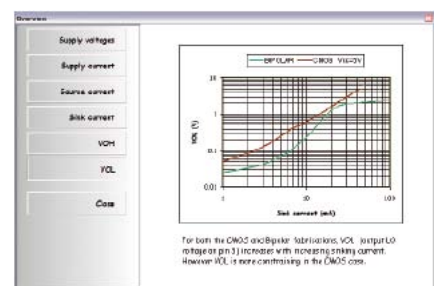 Overview
Supply voltages
Supply current
Source current
Sink current
VOH
VOL
Close
BIPOLAR CMOS VCC=5V
10
1
0.1
0.01
VOL (V)
1 10 100
Sink current (mA)
For both the CMOS and Bipolar fabrications, VOL (output LO
voltage at pin 3) increases with increasing sinking current.
However VOL is more constraining in the CMOS case.